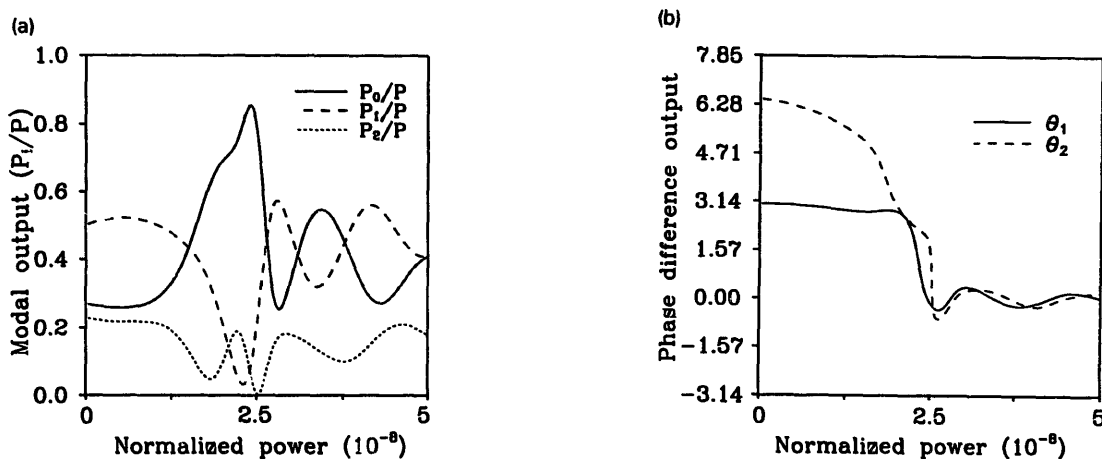 (a)
1.0
0.8
0.6
0.4
0.2
0.0
Modal output (P₁/P)
P₀/P
P₁/P
P₂/P
0
2.5
5
Normalized power (10⁻⁸)
(b)
7.85
6.28
4.71
3.14
1.57
0.00
−1.57
−3.14
Phase difference output
θ₁
θ₂
0
2.5
5
Normalized power (10⁻⁸)